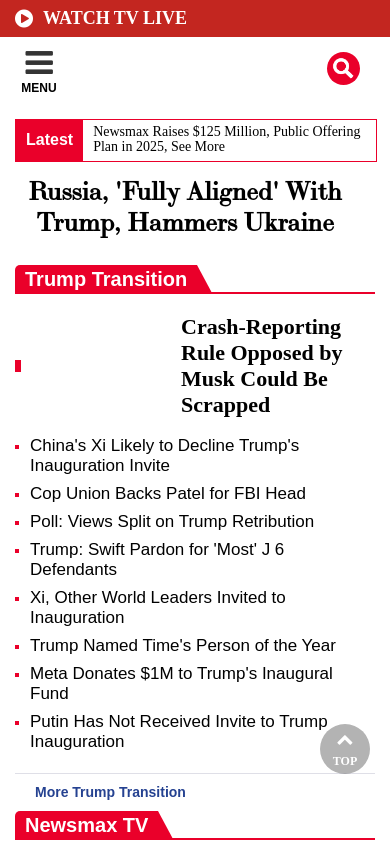 WATCH TV LIVE
MENU
Latest
Newsmax Raises $125 Million, Public Offering
Plan in 2025, See More
Russia, 'Fully Aligned' With
Trump, Hammers Ukraine
Trump Transition
Crash-Reporting
Rule Opposed by
Musk Could Be
Scrapped
China's Xi Likely to Decline Trump's
Inauguration Invite
Cop Union Backs Patel for FBI Head
Poll: Views Split on Trump Retribution
Trump: Swift Pardon for 'Most' J 6
Defendants
Xi, Other World Leaders Invited to
Inauguration
Trump Named Time's Person of the Year
Meta Donates $1M to Trump's Inaugural
Fund
Putin Has Not Received Invite to Trump
Inauguration
TOP
More Trump Transition
Newsmax TV